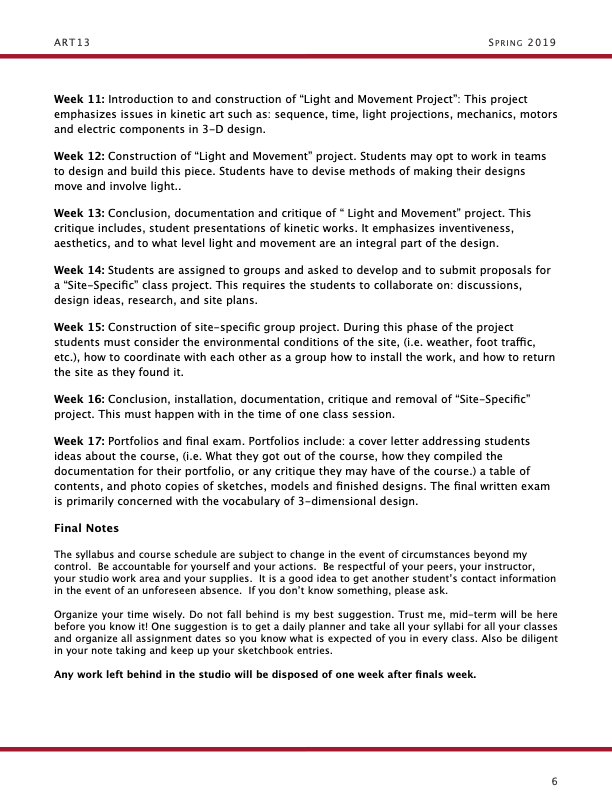 ART13 SPRING 2019
Week 11: Introduction to and construction of “Light and Movement Project”: This project
emphasizes issues in kinetic art such as: sequence, time, light projections, mechanics, motors
and electric components in 3-D design.
Week 12: Construction of “Light and Movement” project. Students may opt to work in teams
to design and build this piece. Students have to devise methods of making their designs
move and involve light..
Week 13: Conclusion, documentation and critique of “ Light and Movement” project. This
critique includes, student presentations of kinetic works. It emphasizes inventiveness,
aesthetics, and to what level light and movement are an integral part of the design.
Week 14: Students are assigned to groups and asked to develop and to submit proposals for
a “Site-Specific” class project. This requires the students to collaborate on: discussions,
design ideas, research, and site plans.
Week 15: Construction of site-specific group project. During this phase of the project
students must consider the environmental conditions of the site, (i.e. weather, foot traffic,
etc.), how to coordinate with each other as a group how to install the work, and how to return
the site as they found it.
Week 16: Conclusion, installation, documentation, critique and removal of “Site-Specific”
project. This must happen with in the time of one class session.
Week 17: Portfolios and final exam. Portfolios include: a cover letter addressing students
ideas about the course, (i.e. What they got out of the course, how they compiled the
documentation for their portfolio, or any critique they may have of the course.) a table of
contents, and photo copies of sketches, models and finished designs. The final written exam
is primarily concerned with the vocabulary of 3-dimensional design.
Final Notes
The syllabus and course schedule are subject to change in the event of circumstances beyond my
control.  Be accountable for yourself and your actions.  Be respectful of your peers, your instructor,
your studio work area and your supplies.  It is a good idea to get another student’s contact information
in the event of an unforeseen absence.  If you don’t know something, please ask.
Organize your time wisely. Do not fall behind is my best suggestion. Trust me, mid-term will be here
before you know it! One suggestion is to get a daily planner and take all your syllabi for all your classes
and organize all assignment dates so you know what is expected of you in every class. Also be diligent
in your note taking and keep up your sketchbook entries.
Any work left behind in the studio will be disposed of one week after finals week.
6